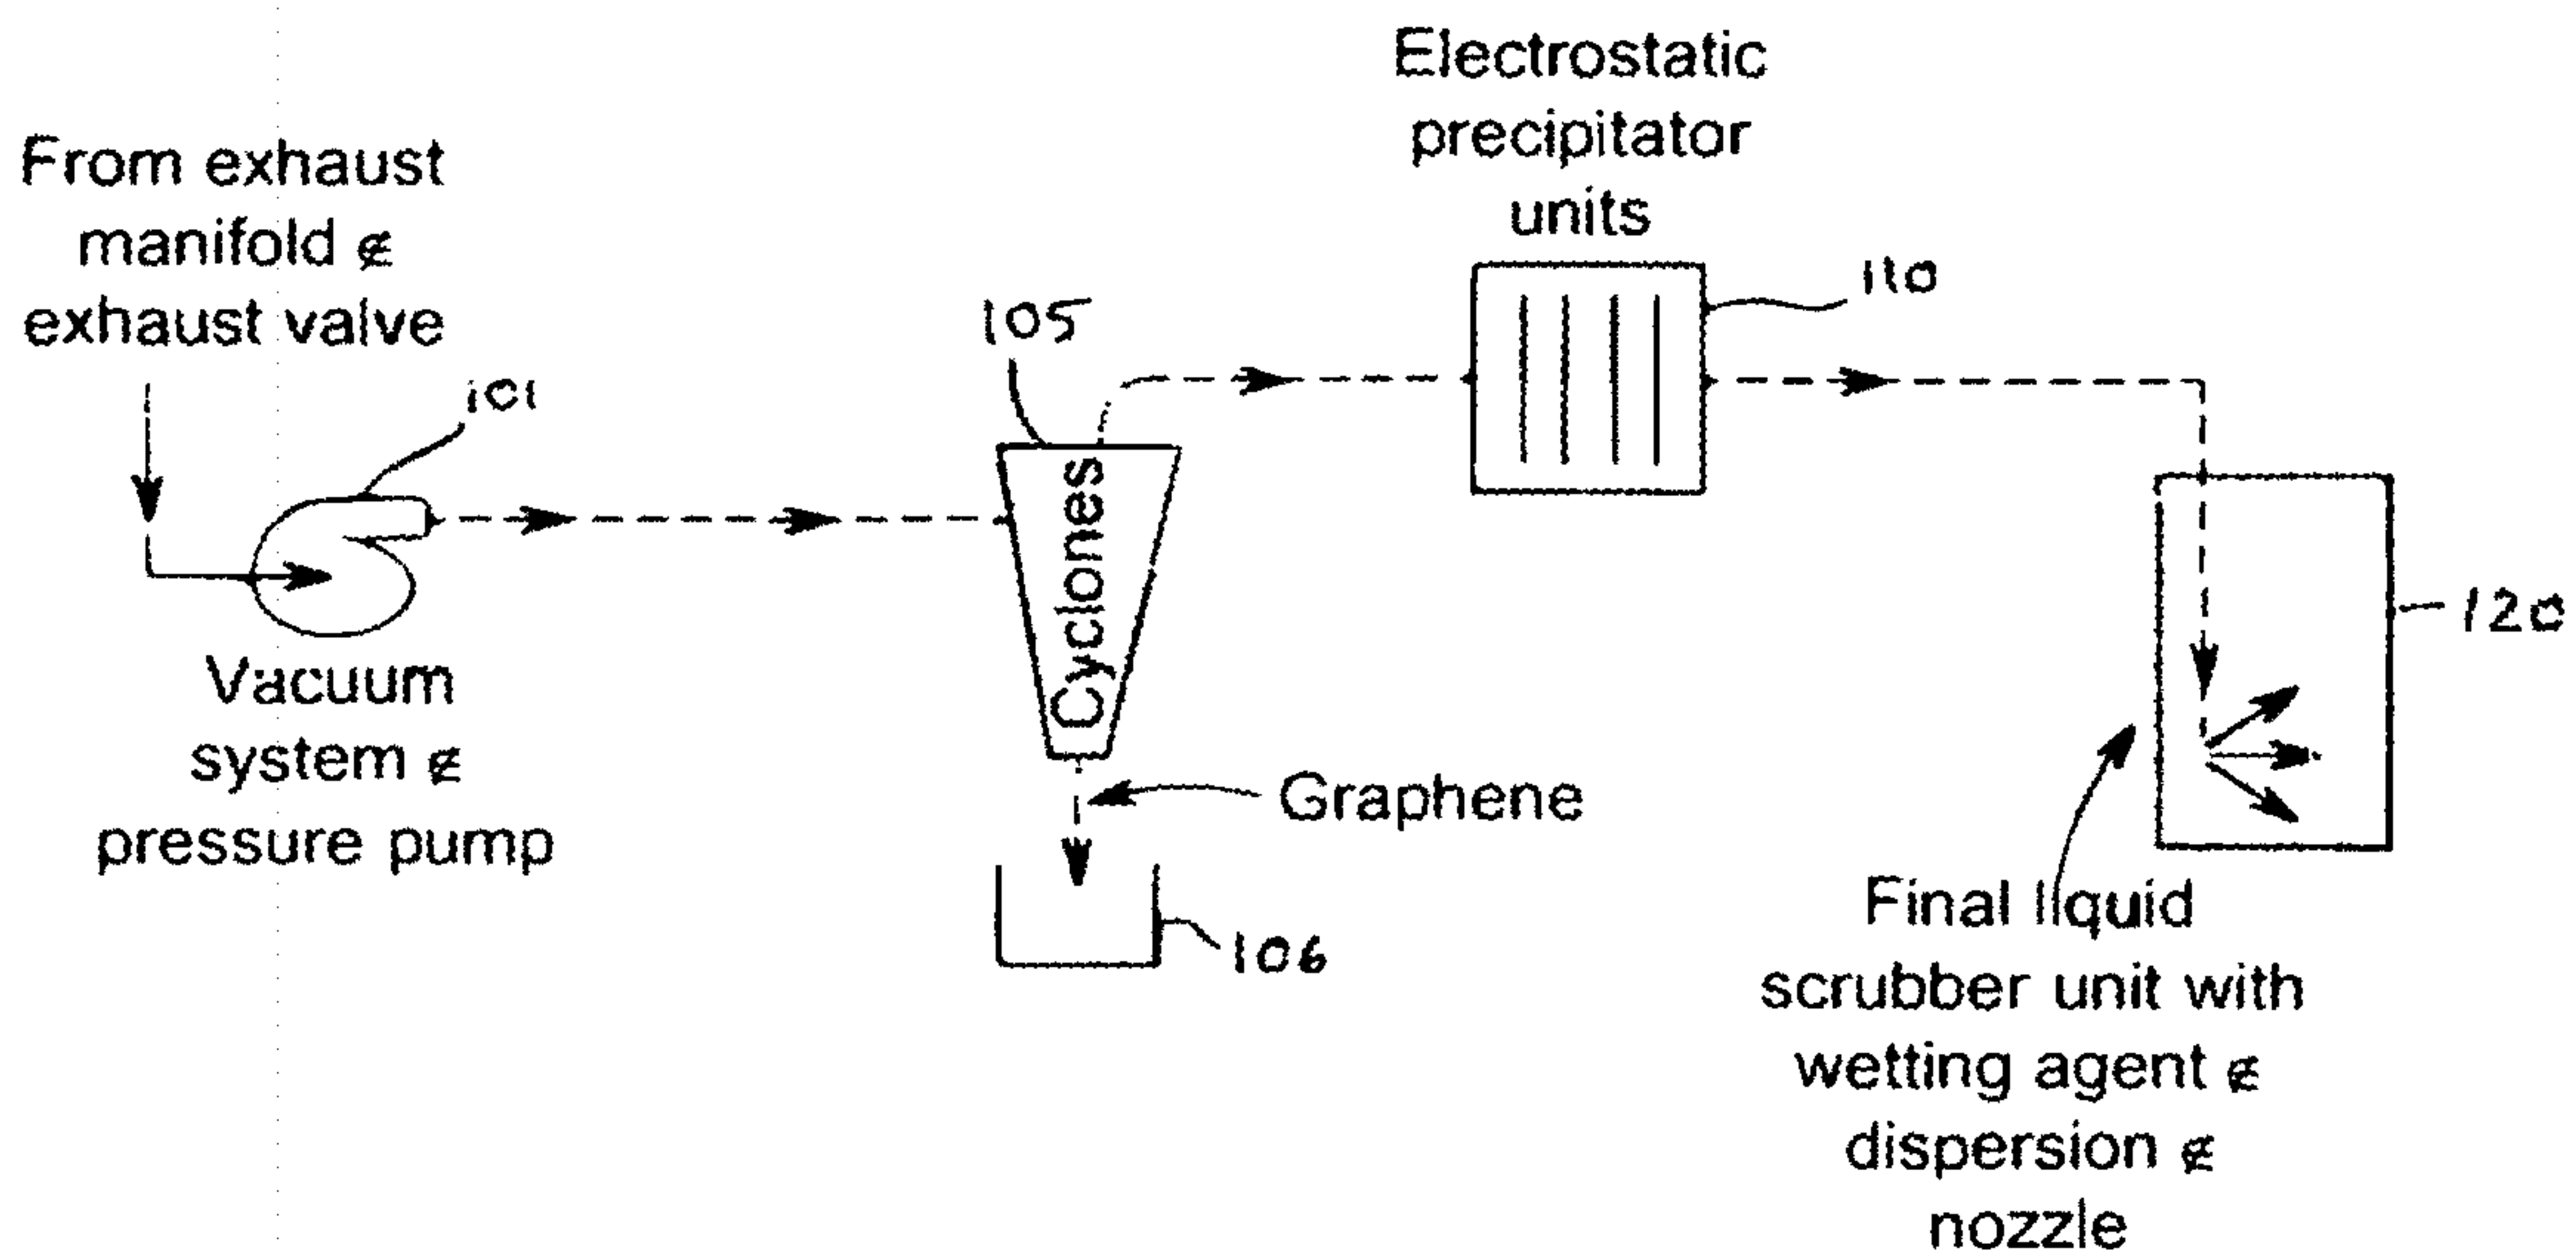 From exhaust
manifold &
exhaust valve
101
Vacuum
system &
pressure pump
105
Cyclones
Graphene
106
Electrostatic
precipitator
units
110
120
Final liquid
scrubber unit with
wetting agent &
dispersion &
nozzle